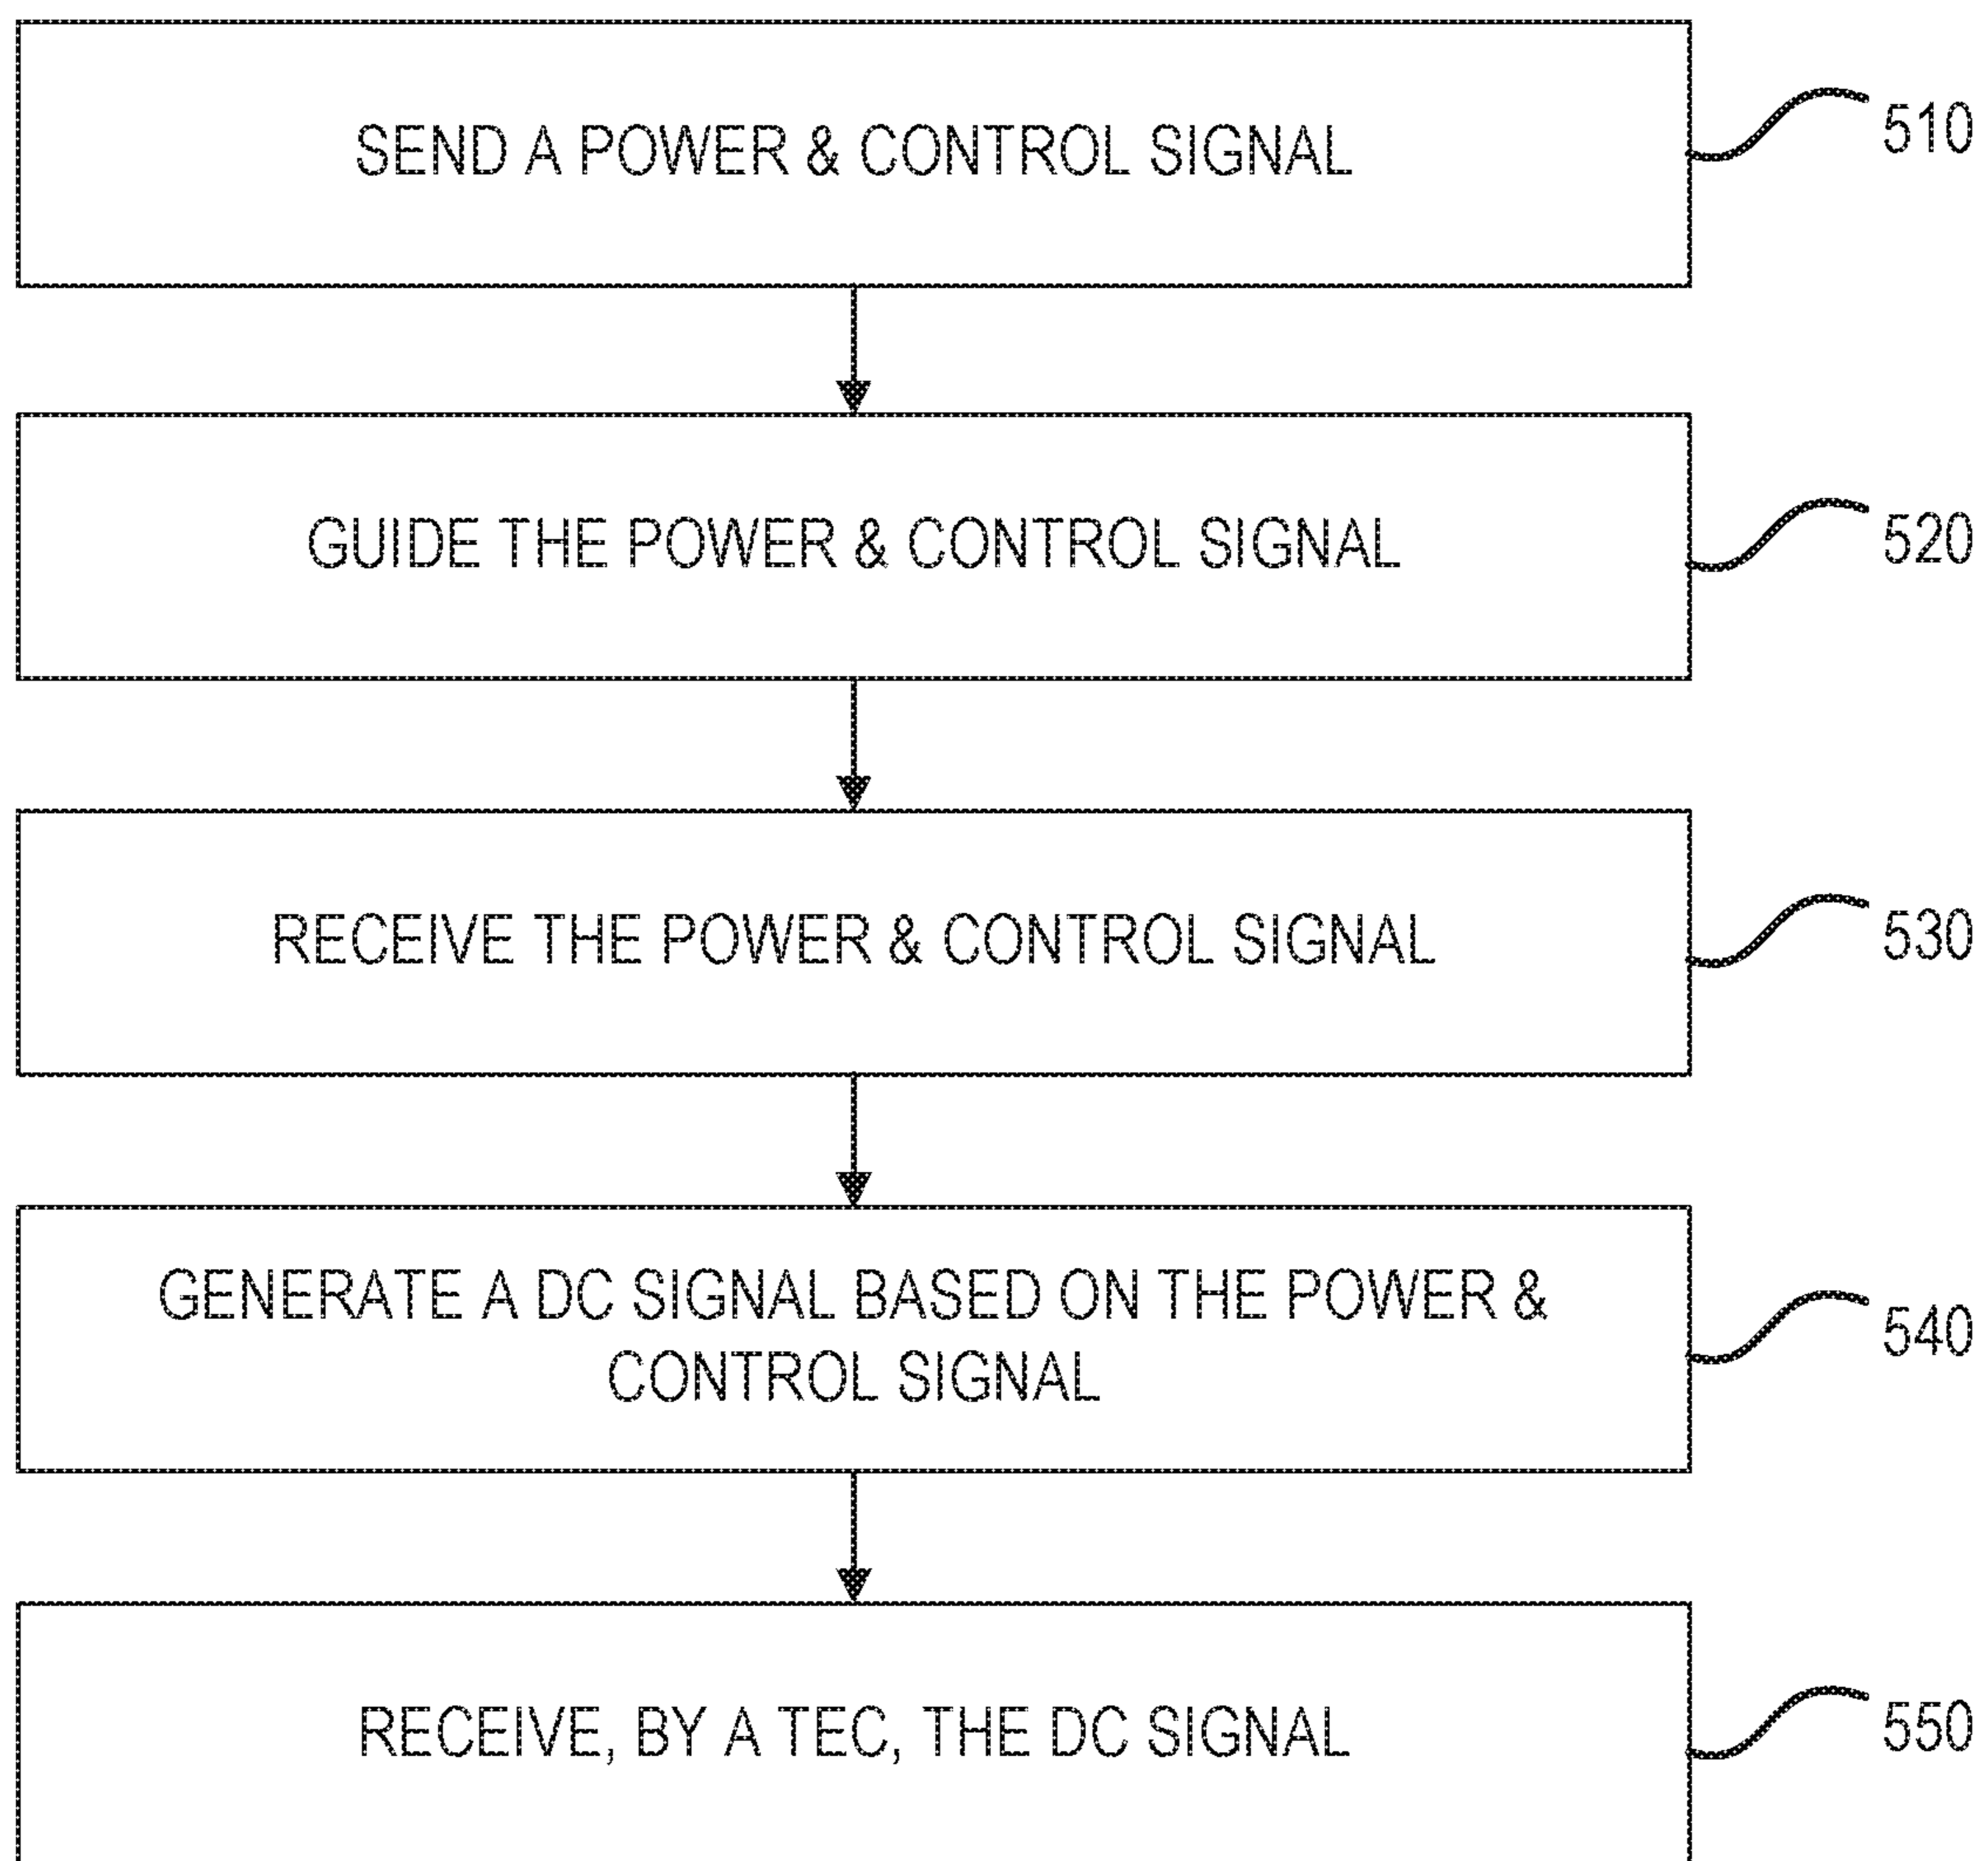 SEND A POWER & CONTROL SIGNAL
510
GUIDE THE POWER & CONTROL SIGNAL
520
RECEIVE THE POWER & CONTROL SIGNAL
530
GENERATE A DC SIGNAL BASED ON THE POWER &
CONTROL SIGNAL
540
RECEIVE, BY A TEC, THE DC SIGNAL
550